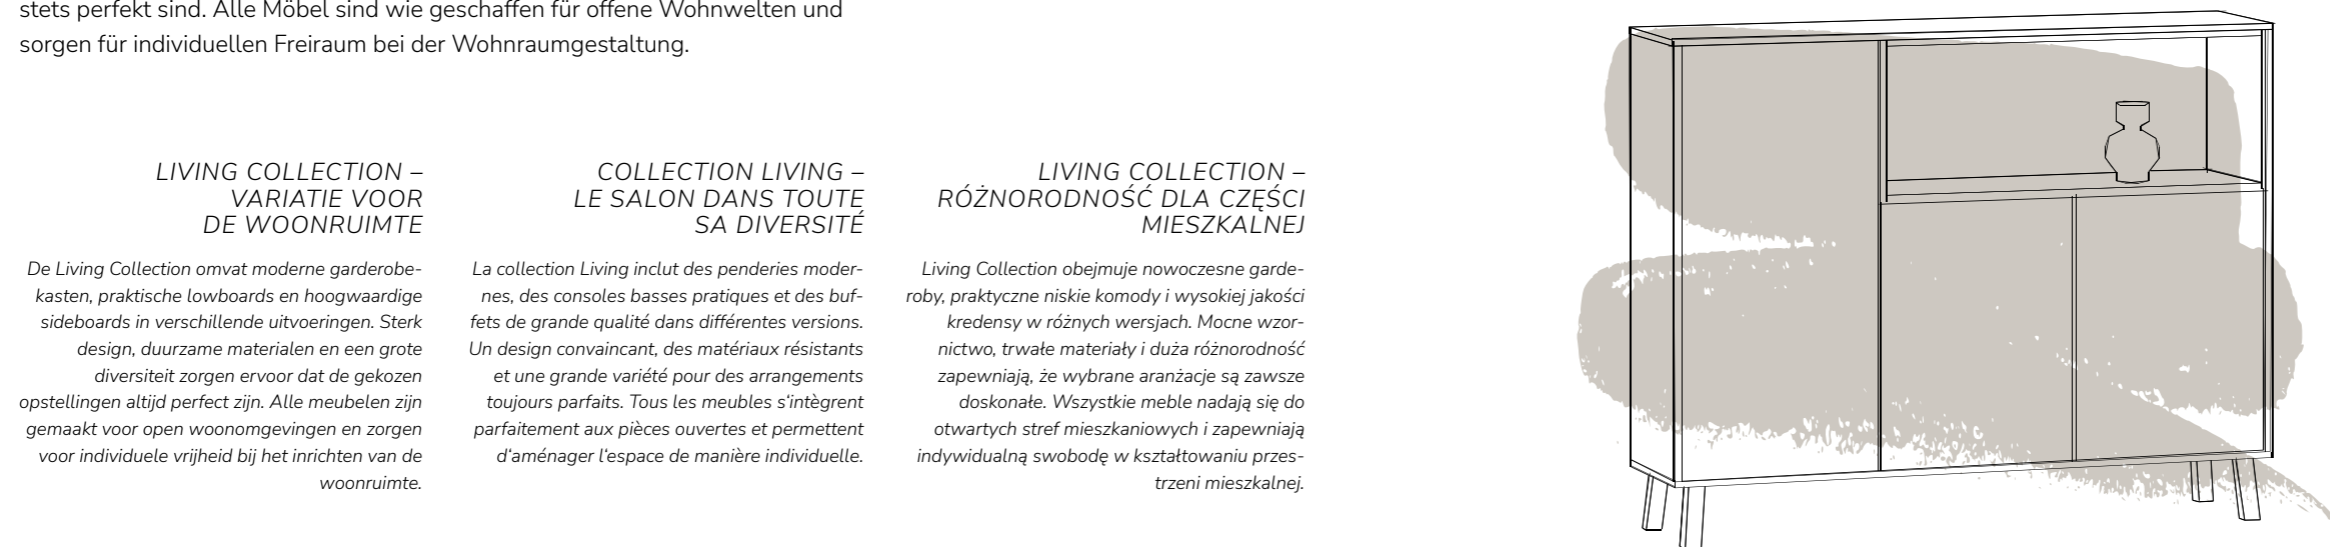 stets perfekt sind. Alle Möbel sind wie geschaffen für offene Wohnwelten und
sorgen für individuellen Freiraum bei der Wohnraumgestaltung.
LIVING COLLECTION –
VARIATIE VOOR
DE WOONRUIMTE
De Living Collection omvat moderne garderobe-
kasten, praktische lowboards en hoogwaardige
sideboards in verschillende uitvoeringen. Sterk
design, duurzame materialen en een grote
diversiteit zorgen ervoor dat de gekozen
opstellingen altijd perfect zijn. Alle meubelen zijn
gemaakt voor open woonomgevingen en zorgen
voor individuele vrijheid bij het inrichten van de
woonruimte.
COLLECTION LIVING –
LE SALON DANS TOUTE
SA DIVERSITÉ
La collection Living inclut des penderies moder-
nes, des consoles basses pratiques et des buf-
fets de grande qualité dans différentes versions.
Un design convaincant, des matériaux résistants
et une grande variété pour des arrangements
toujours parfaits. Tous les meubles s‘intègrent
parfaitement aux pièces ouvertes et permettent
d‘aménager l‘espace de manière individuelle.
LIVING COLLECTION –
RÓŻNORODNOŚĆ DLA CZĘŚCI
MIESZKALNEJ
Living Collection obejmuje nowoczesne garde-
roby, praktyczne niskie komody i wysokiej jakości
kredensy w różnych wersjach. Mocne wzor-
nictwo, trwałe materiały i duża różnorodność
zapewniają, że wybrane aranżacje są zawsze
doskonałe. Wszystkie meble nadają się do
otwartych stref mieszkaniowych i zapewniają
indywidualną swobodę w kształtowaniu przes-
trzeni mieszkalnej.